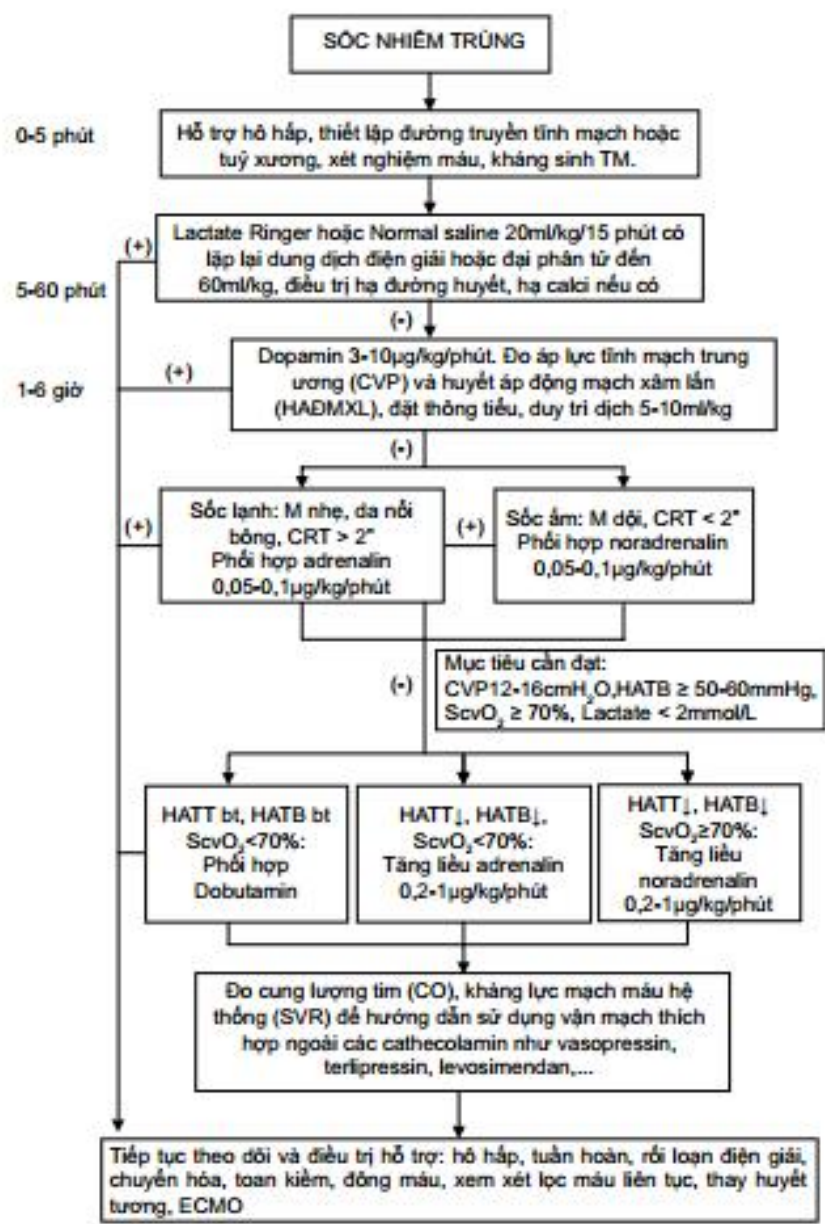 SỐC NHIỄM TRÙNG
0-5 phút
Hỗ trợ hô hấp, thiết lập đường truyền tĩnh mạch hoặc
tuỷ xương, xét nghiệm máu, kháng sinh TM.
(+)
Lactate Ringer hoặc Normal saline 20ml/kg/15 phút có
lặp lại dung dịch điện giải hoặc đại phân tử đến
60ml/kg, điều trị hạ đường huyết, hạ calci nếu có
5-60 phút
(-)
Dopamin 3-10µg/kg/phút. Đo áp lực tĩnh mạch trung
ương (CVP) và huyết áp động mạch xâm lấn
(HAĐMXL), đặt thông tiểu, duy trì dịch 5-10ml/kg
(+)
1-6 giờ
(-)
Sốc lạnh: M nhẹ, da nổi
bông, CRT > 2"
Phối hợp adrenalin
0,05-0,1µg/kg/phút
(+)
(+)
Sốc ấm: M dội, CRT < 2"
Phối hợp noradrenalin
0,05-0,1µg/kg/phút
(-)
Mục tiêu cần đạt:
CVP12-16cmH₂O,HATB ≥ 50-60mmHg,
ScvO₂ ≥ 70%, Lactate < 2mmol/L
HATT bt, HATB bt
ScvO₂<70%:
Phối hợp
Dobutamin
HATT↓, HATB↓,
ScvO₂<70%:
Tăng liều adrenalin
0,2-1µg/kg/phút
HATT↓, HATB↓
ScvO₂≥70%:
Tăng liều
noradrenalin
0,2-1µg/kg/phút
Đo cung lượng tim (CO), kháng lực mạch máu hệ
thống (SVR) để hướng dẫn sử dụng vận mạch thích
hợp ngoài các cathecolamin như vasopressin,
terlipressin, levosimendan,...
Tiếp tục theo dõi và điều trị hỗ trợ: hô hấp, tuần hoàn, rối loạn điện giải,
chuyển hóa, toan kiềm, đông máu, xem xét lọc máu liên tục, thay huyết
tương, ECMO